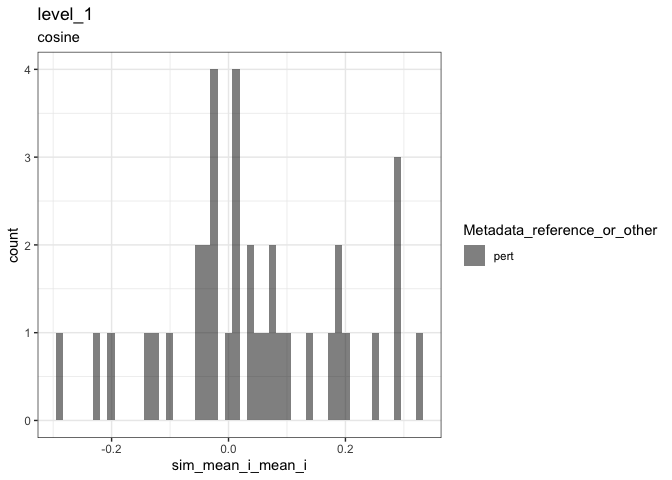 level_1
cosine
4
3
2
1
0
count
-0.2
0.0
0.2
sim_mean_i_mean_i
Metadata_reference_or_other
pert